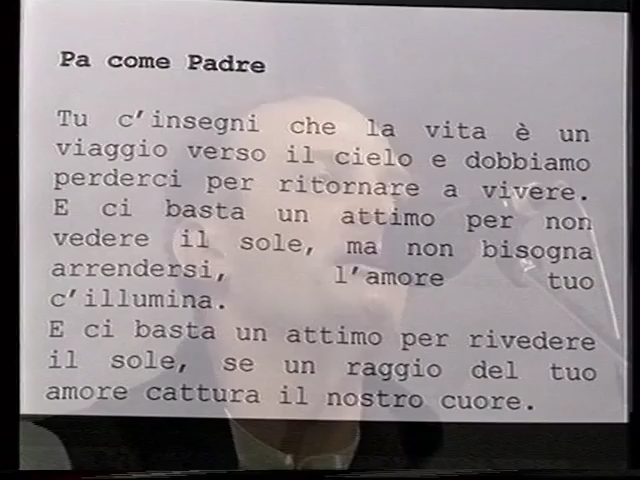 Pa come Padre
Tu c'insegni che la vita è un
viaggio verso il cielo e dobbiamo
perderci per ritornare a vivere.
E ci basta un attimo per non
vedere il sole, ma non bisogna
arrendersi, l'amore tuo
c'illumina.
E ci basta un attimo per rivedere
il sole, se un raggio del tuo
amore cattura il nostro cuore.